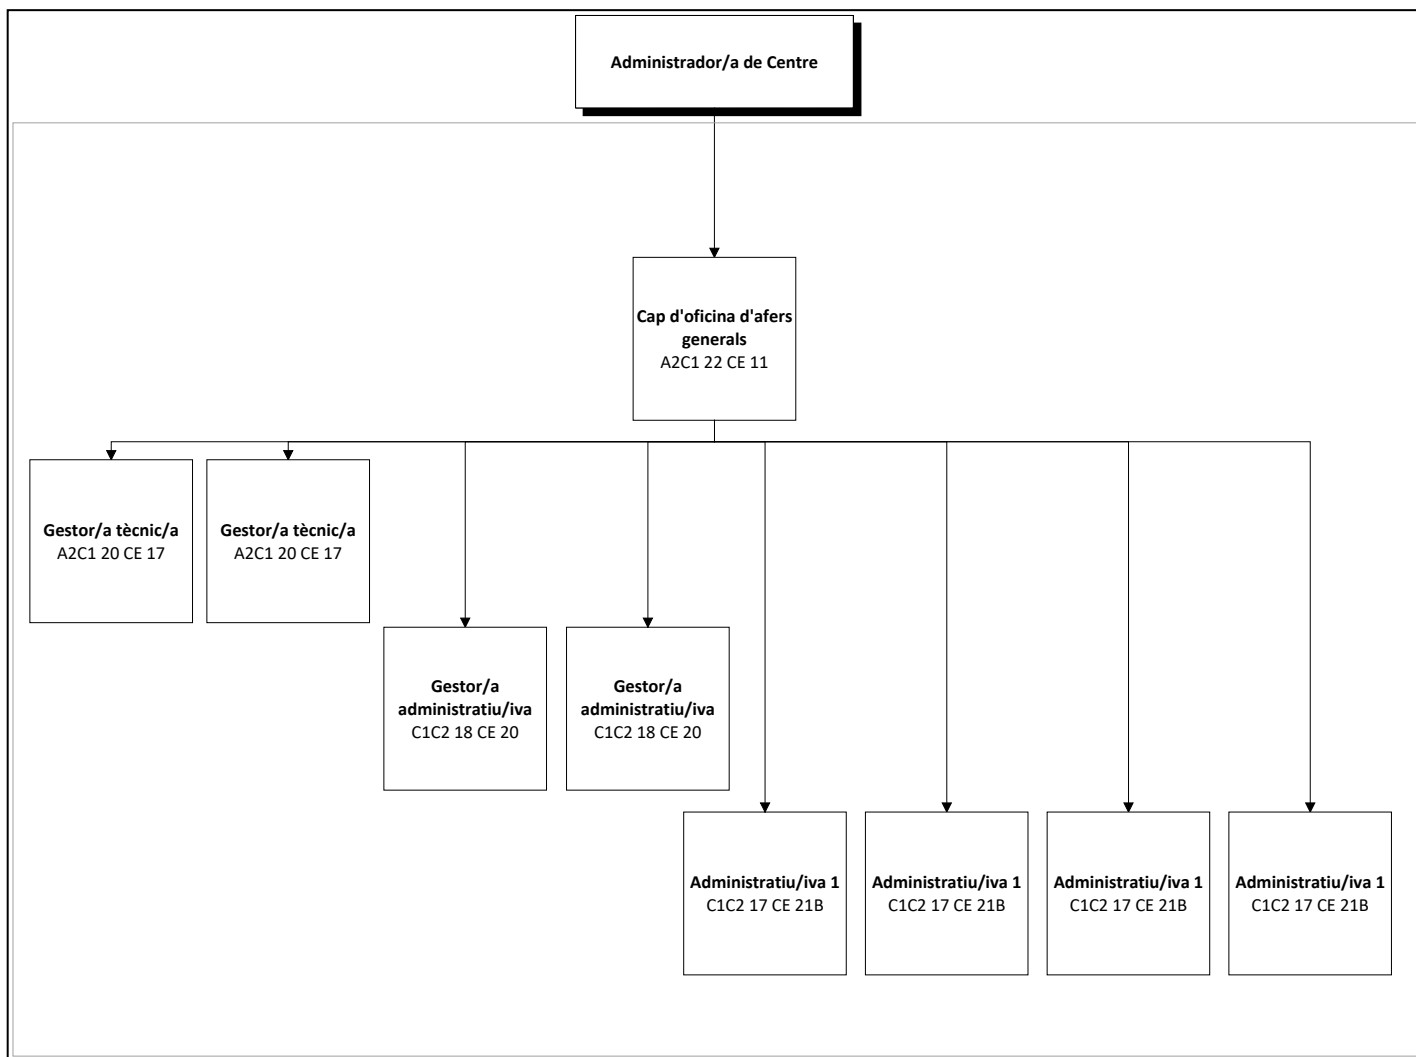 Administrador/a de Centre
Cap d'oficina d'afers
generals
A2C1 22 CE 11
Gestor/a tècnic/a
A2C1 20 CE 17
Gestor/a tècnic/a
A2C1 20 CE 17
Gestor/a
administratiu/iva
C1C2 18 CE 20
Gestor/a
administratiu/iva
C1C2 18 CE 20
Administratiu/iva 1
C1C2 17 CE 21B
Administratiu/iva 1
C1C2 17 CE 21B
Administratiu/iva 1
C1C2 17 CE 21B
Administratiu/iva 1
C1C2 17 CE 21B